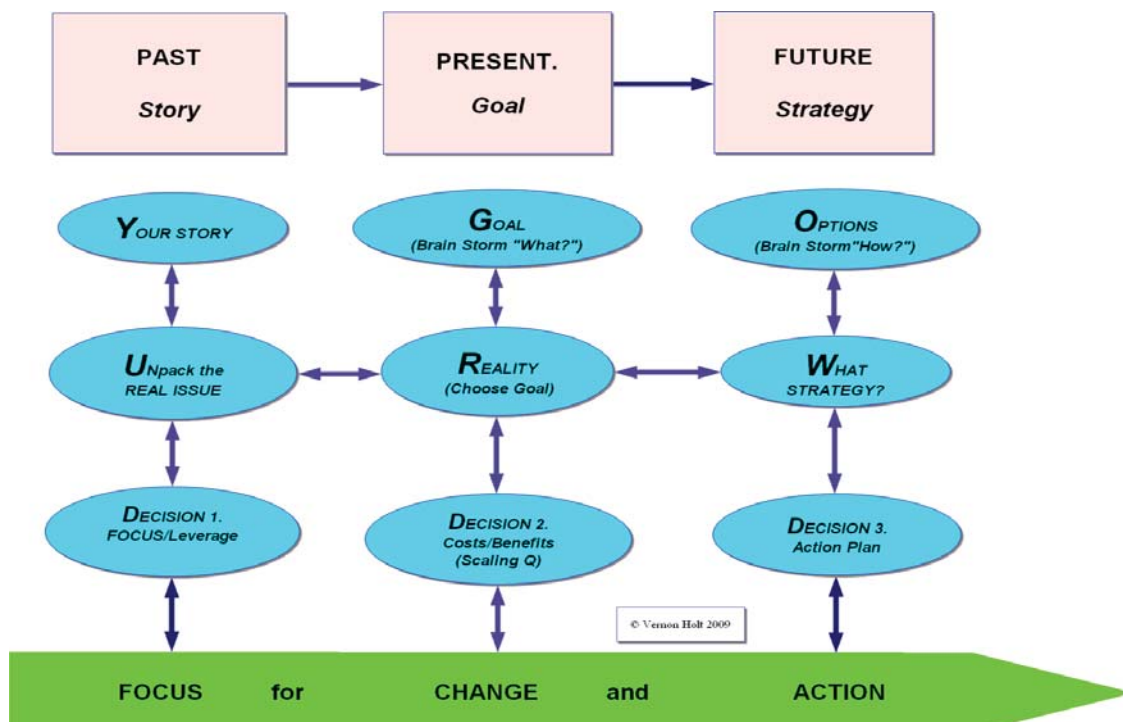 PAST
Story
PRESENT.
Goal
FUTURE
Strategy
YOUR STORY
GOAL
(Brain Storm "What?")
OPTIONS
(Brain Storm"How?")
UNpack the
REAL ISSUE
REALITY
(Choose Goal)
WHAT
STRATEGY?
DECISION 1.
FOCUS/Leverage
DECISION 2.
Costs/Benefits
(Scaling Q)
DECISION 3.
Action Plan
© Vernon Holt 2009
FOCUS for CHANGE and ACTION